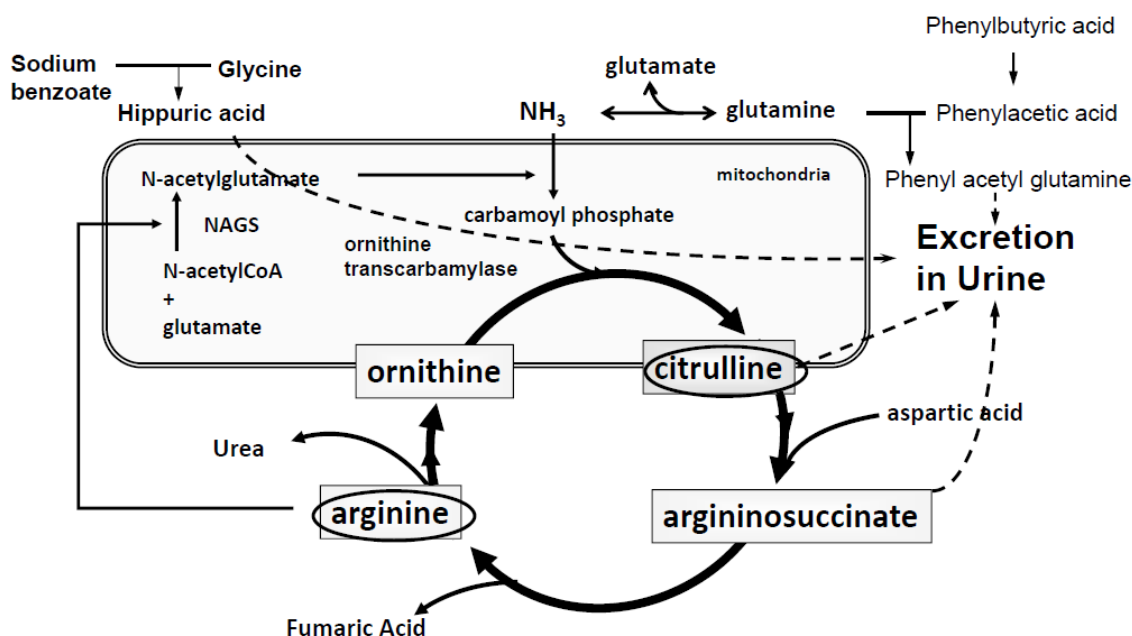 Phenylbutyric acid
Sodium
benzoate
Glycine
glutamate
Hippuric acid
NH3
glutamine
Phenylacetic acid
N-acetylglutamate
mitochondria
Phenyl acetyl glutamine
NAGS
carbamoyl phosphate
ornithine
transcarbamylase
Excretion
in Urine
N-acetylCoA
+
glutamate
ornithine
citrulline
aspartic acid
Urea
arginine
argininosuccinate
Fumaric Acid